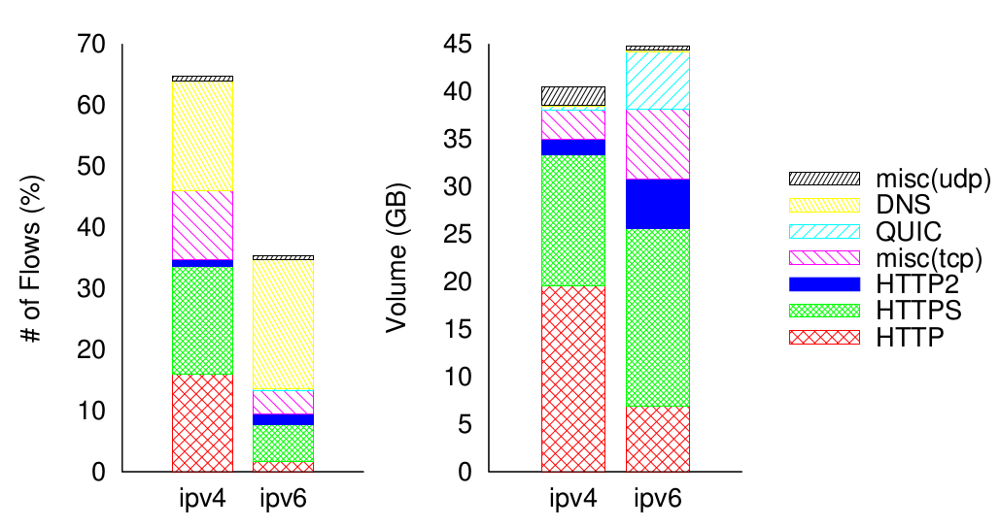 # of Flows (%)
70
60
50
40
30
20
10
0
ipv4 ipv6
Volume (GB)
45
40
35
30
25
20
15
10
5
0
ipv4 ipv6
misc(udp)
DNS
QUIC
misc(tcp)
HTTP2
HTTPS
HTTP